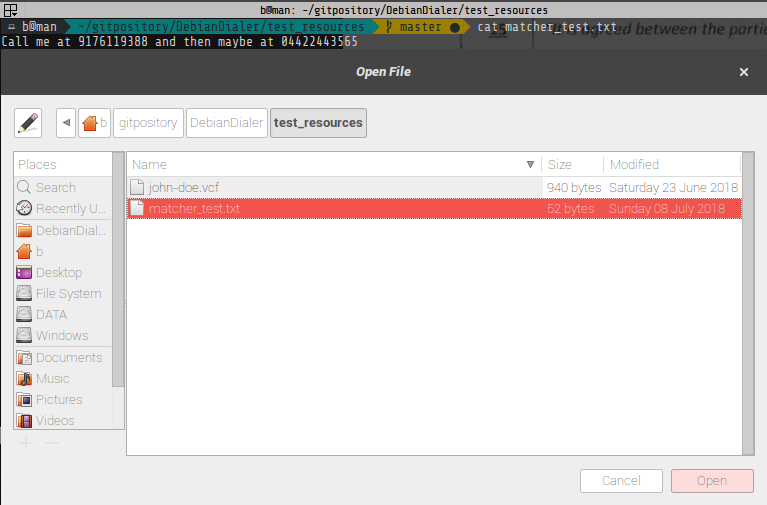 b@man: ~/gitpository/DebianDialer/test_resources
b@man ~/gitpository/DebianDialer/test_resources master ● cat matcher_test.txt
15 was agreed between the partie
Call me at 9176119388 and then maybe at 04422443565
Open File
b gitpository DebianDialer test_resources
Places
Search
Recently U...
DebianDial...
b
Desktop
File System
DATA
Windows
Documents
Music
Pictures
Videos
Name Size Modified
john-doe.vcf 940 bytes Saturday 23 June 2018
matcher_test.txt 52 bytes Sunday 08 July 2018
Cancel Open